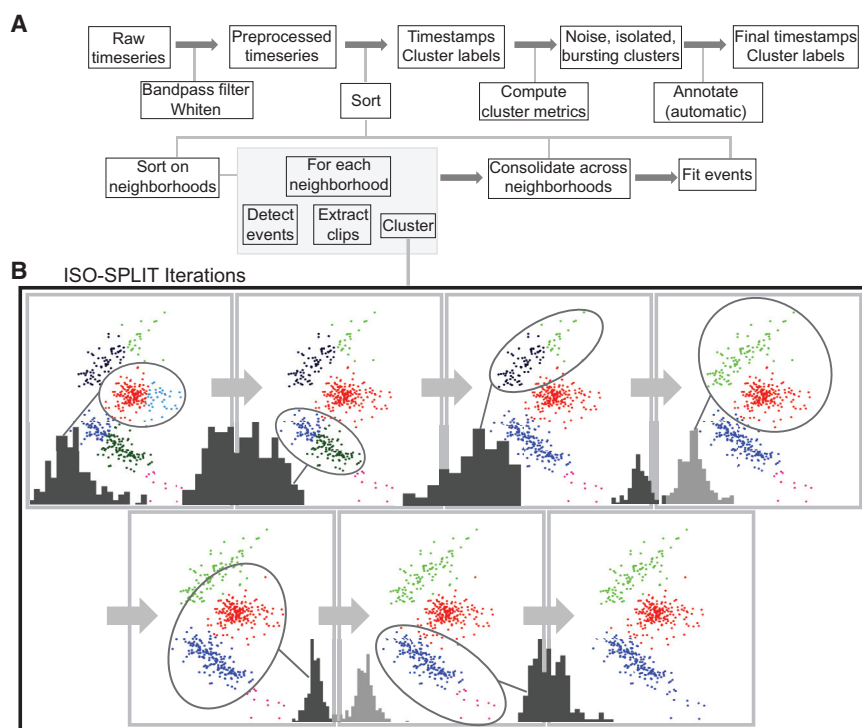 A
Raw
timeseries
Preprocessed
timeseries
Timestamps
Cluster labels
Noise, isolated,
bursting clusters
Final timestamps
Cluster labels
Bandpass filter
Whiten
Sort
Compute
cluster metrics
Annotate
(automatic)
Sort on
neighborhoods
For each
neighborhood
Consolidate across
neighborhoods
Fit events
Detect
events
Extract
clips
Cluster
B
ISO-SPLIT Iterations